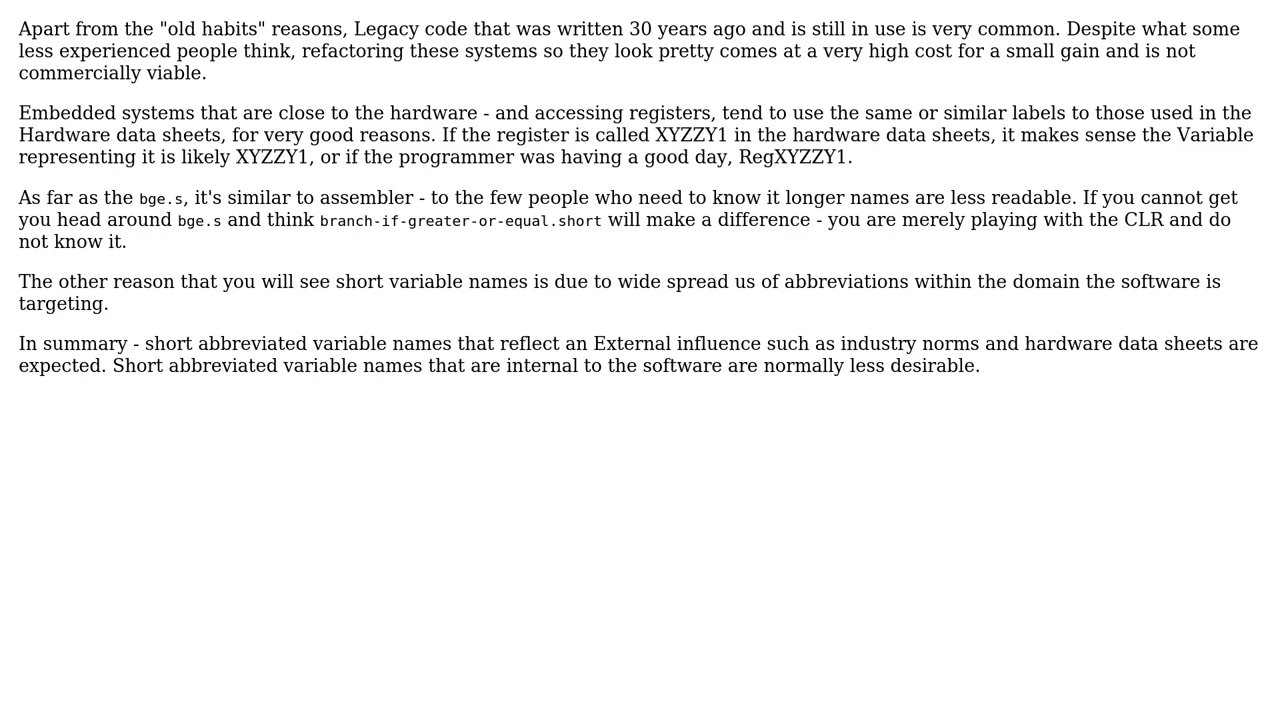 Apart from the "old habits" reasons, Legacy code that was written 30 years ago and is still in use is very common. Despite what some
less experienced people think, refactoring these systems so they look pretty comes at a very high cost for a small gain and is not
commercially viable.
Embedded systems that are close to the hardware - and accessing registers, tend to use the same or similar labels to those used in the
Hardware data sheets, for very good reasons. If the register is called XYZZY1 in the hardware data sheets, it makes sense the Variable
representing it is likely XYZZY1, or if the programmer was having a good day, RegXYZZY1.
As far as the bge.s, it's similar to assembler - to the few people who need to know it longer names are less readable. If you cannot get
you head around bge.s and think branch-if-greater-or-equal.short will make a difference - you are merely playing with the CLR and do
not know it.
The other reason that you will see short variable names is due to wide spread us of abbreviations within the domain the software is
targeting.
In summary - short abbreviated variable names that reflect an External influence such as industry norms and hardware data sheets are
expected. Short abbreviated variable names that are internal to the software are normally less desirable.